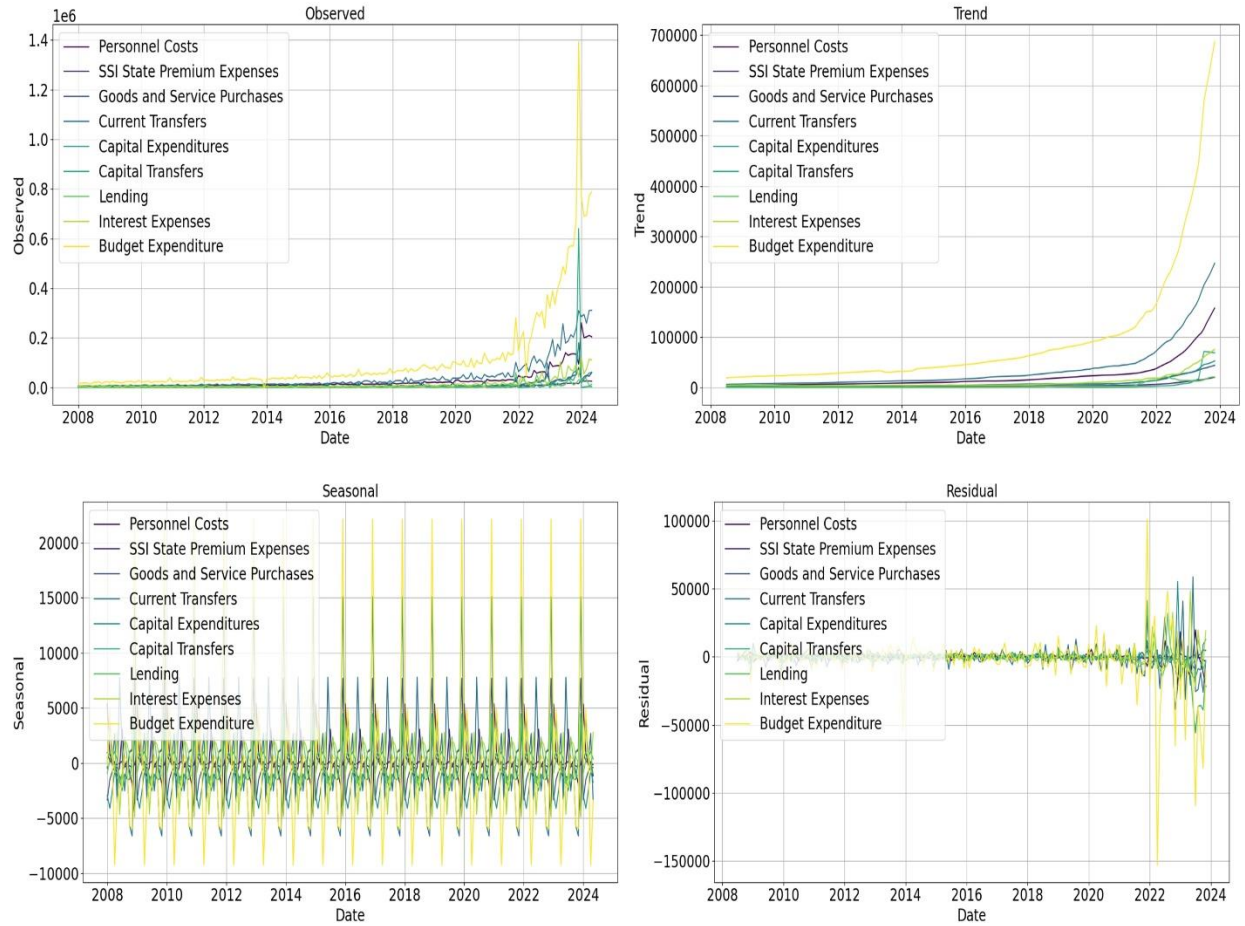 Observed
1e6
1.4
1.2
1.0
0.8
0.6
0.4
0.2
0.0
Observed
Personnel Costs
SSI State Premium Expenses
Goods and Service Purchases
Current Transfers
Capital Expenditures
Capital Transfers
Lending
Interest Expenses
Budget Expenditure
2008 2010 2012 2014 2016 2018 2020 2022 2024
Date
Trend
700000
600000
500000
400000
300000
200000
100000
0
Trend
Personnel Costs
SSI State Premium Expenses
Goods and Service Purchases
Current Transfers
Capital Expenditures
Capital Transfers
Lending
Interest Expenses
Budget Expenditure
2008 2010 2012 2014 2016 2018 2020 2022 2024
Date
Seasonal
20000
15000
10000
5000
0
−5000
−10000
Seasonal
Personnel Costs
SSI State Premium Expenses
Goods and Service Purchases
Current Transfers
Capital Expenditures
Capital Transfers
Lending
Interest Expenses
Budget Expenditure
2008 2010 2012 2014 2016 2018 2020 2022 2024
Date
Residual
100000
50000
0
−50000
−100000
−150000
Residual
Personnel Costs
SSI State Premium Expenses
Goods and Service Purchases
Current Transfers
Capital Expenditures
Capital Transfers
Lending
Interest Expenses
Budget Expenditure
2008 2010 2012 2014 2016 2018 2020 2022 2024
Date